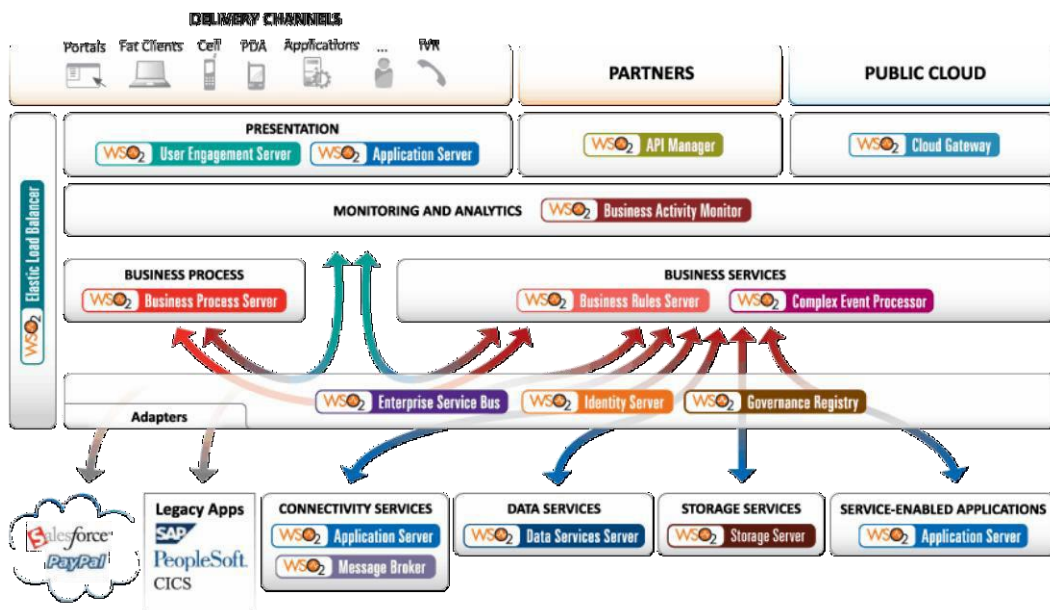 DELIVERY CHANNELS
Portals Fat Clients Cell PDA Applications ... IVR
PARTNERS
PUBLIC CLOUD
PRESENTATION
WSO2 User Engagement Server
WSO2 Application Server
WSO2 API Manager
WSO2 Cloud Gateway
WSO2 Elastic Load Balancer
MONITORING AND ANALYTICS
WSO2 Business Activity Monitor
BUSINESS PROCESS
WSO2 Business Process Server
BUSINESS SERVICES
WSO2 Business Rules Server
WSO2 Complex Event Processor
WSO2 Enterprise Service Bus
WSO2 Identity Server
WSO2 Governance Registry
Adapters
Salesforce
PayPal
Legacy Apps
SAP
PeopleSoft.
CICS
CONNECTIVITY SERVICES
WSO2 Application Server
WSO2 Message Broker
DATA SERVICES
WSO2 Data Services Server
STORAGE SERVICES
WSO2 Storage Server
SERVICE-ENABLED APPLICATIONS
WSO2 Application Server